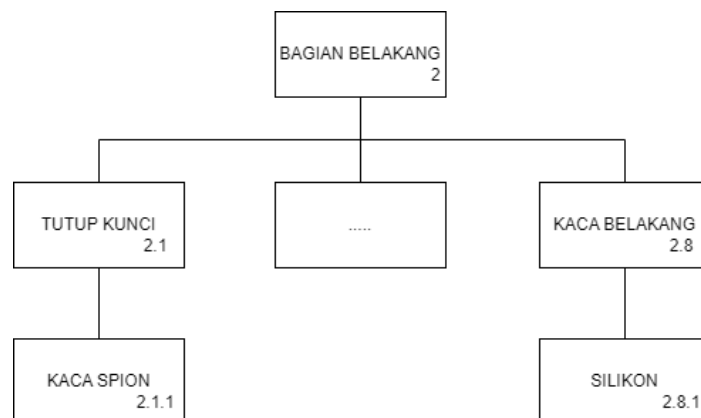 BAGIAN BELAKANG
2
TUTUP KUNCI
2.1
.....
KACA BELAKANG
2.8
KACA SPION
2.1.1
SILIKON
2.8.1